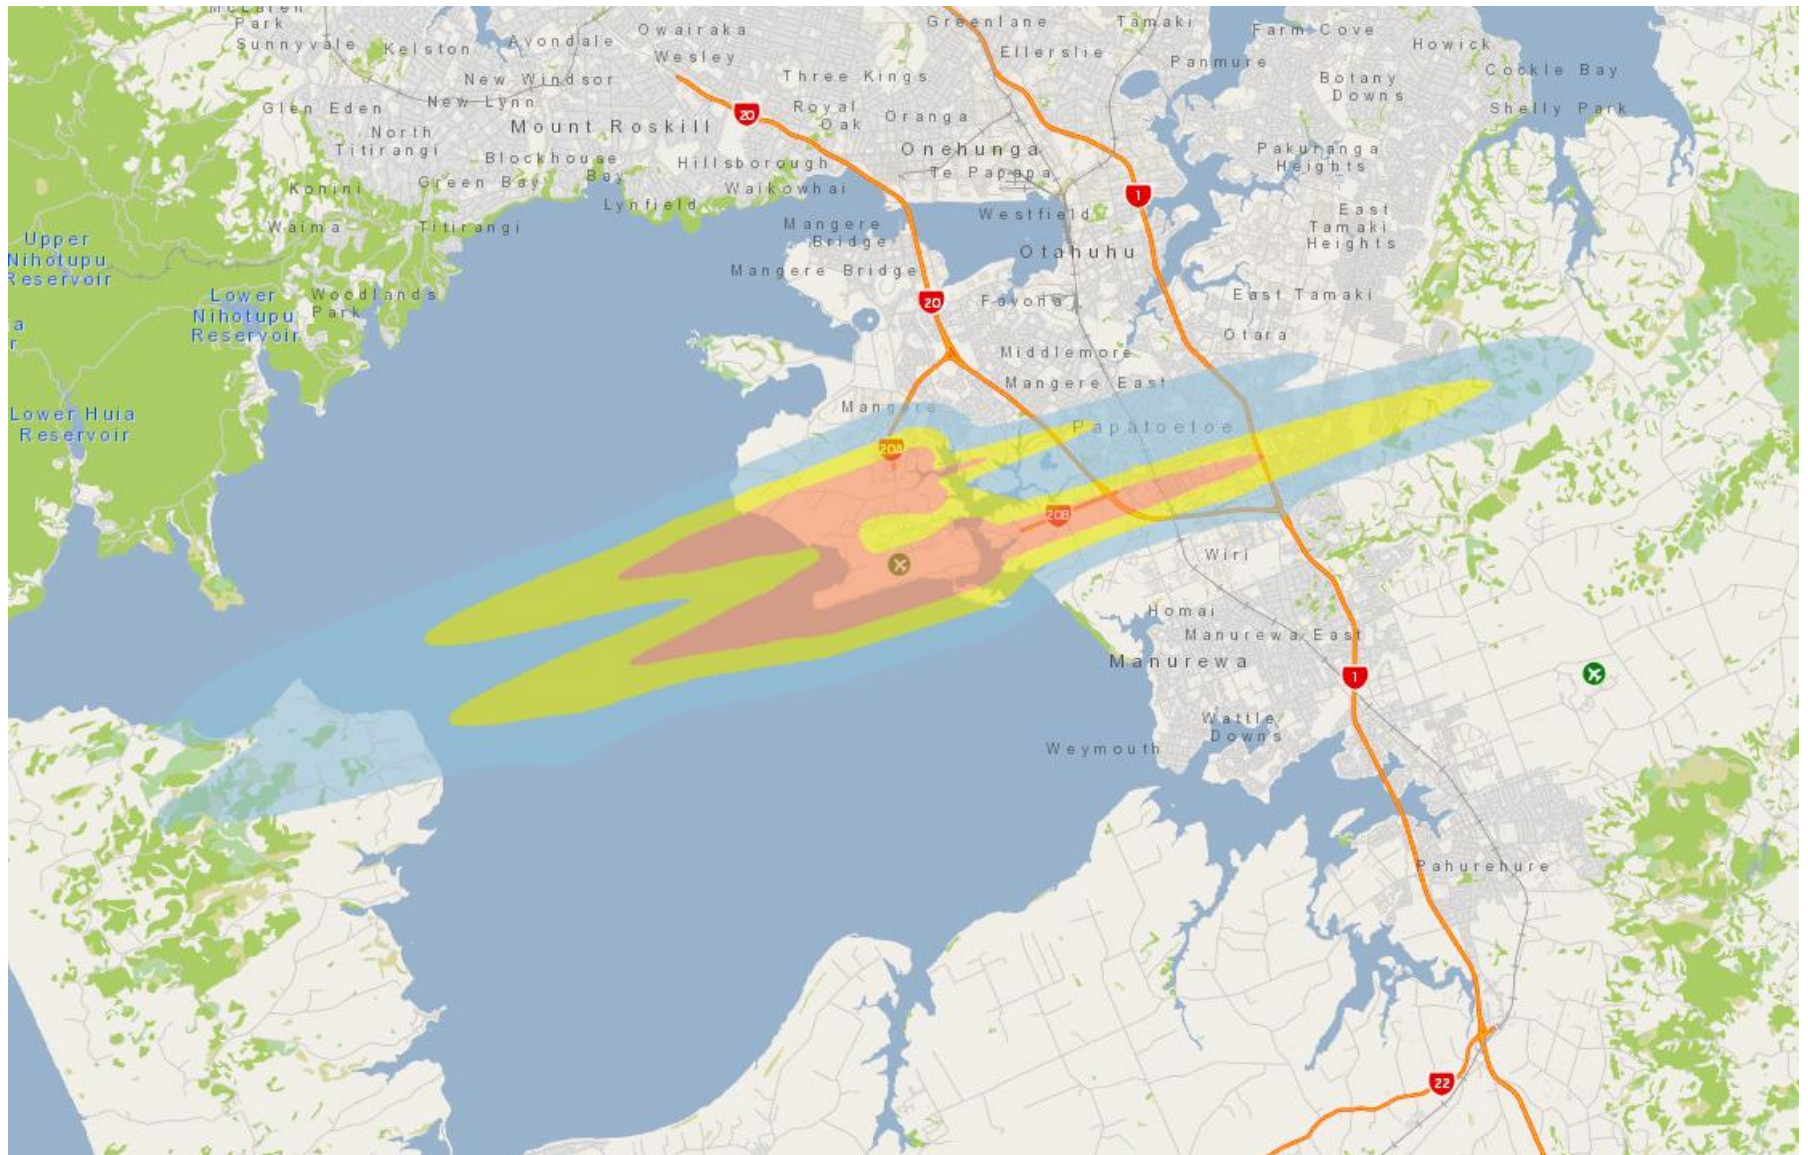 McLaren
Park
Sunnyvale
Kelston
Avondale
Owairaka
Wesley
Greenlane
Ellerslie
Tamaki
Panmure
Farm Cove
Howick
Botany
Downs
Cockle Bay
Shelly Park
New Windsor
Three Kings
Glen Eden
New Lynn
20
Royal
Oak
Oranga
North
Titirangi
Mount Roskill
Onehunga
Pakuranga
Heights
Blockhouse
Bay
Hillsborough
Te Papapa
Konini
Green Bay
Waikowhai
1
Lynfield
Westfield
East
Tamaki
Heights
Waima
Titirangi
Mangere
Bridge
Upper
Nihotupu
Reservoir
Otahuhu
Mangere Bridge
Lower
Nihotupu
Reservoir
Woodlands
Park
20
Favona
East Tamaki
a
r
Otara
Middlemore
Mangere East
Lower Huia
Reservoir
Mangere
Papatoetoe
20A
20B
Wiri
Homai
Manurewa East
Manurewa
1
Wattle
Downs
Weymouth
Pahurehure
22